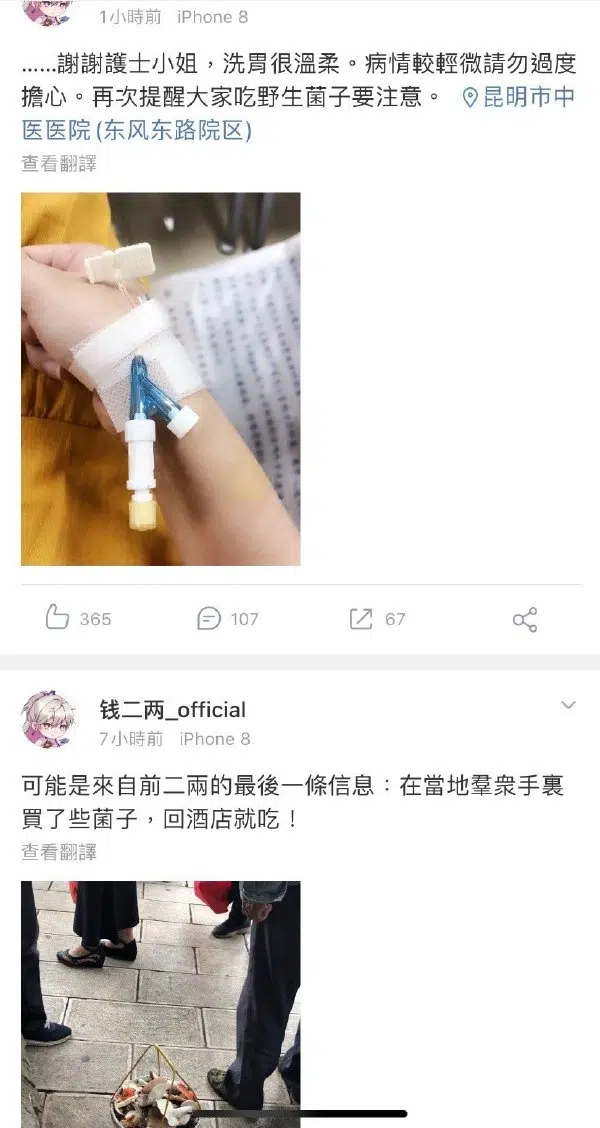 1小時前 iPhone 8
……謝謝護士小姐，洗胃很溫柔。病情較輕微請勿過度
擔心。再次提醒大家吃野生菌子要注意。 昆明市中
医医院(东风东路院区)
查看翻譯
365 107 67
钱二两_official
7小時前 iPhone 8
可能是來自前二兩的最後一條信息：在當地羣衆手裏
買了些菌子，回酒店就吃！
查看翻譯